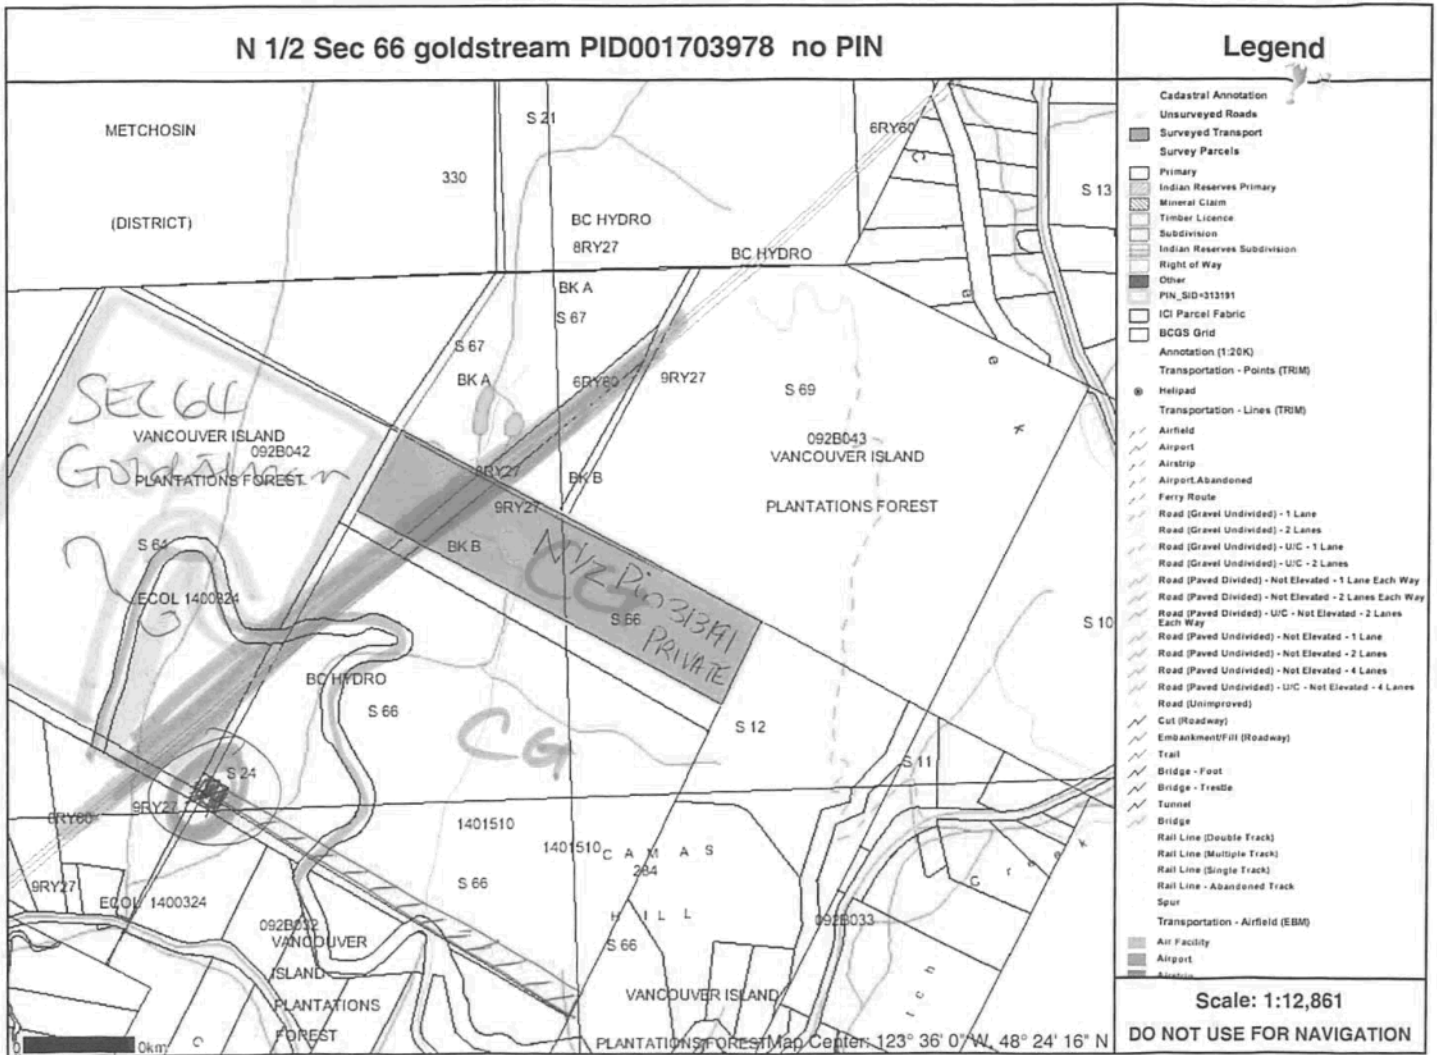 N 1/2 Sec 66 goldstream PID001703978 no PIN
METCHOSIN
(DISTRICT)
330
S 21
BC HYDRO
8RY27
BC HYDRO
6RY60
C
S 13
BK A
S 67
S 67
BK A
6RY60
9RY27
S 69
e
e
k
SEC 64
VANCOUVER ISLAND
092B042
PLANTATIONS FOREST
092B043
VANCOUVER ISLAND
PLANTATIONS FOREST
8RY27
BK B
9RY27
BK B
N 1/2 Pin 313191
CG
PRIVATE
S 66
S 64
ECOL 1400324
S 10
BC HYDRO
S 66
CG
S 12
S 11
S 24
9RY27
6RY60
1401510
1401510
CAMAS
284
HILL
S 66
S 66
9RY27
ECOL 1400324
092B032
VANCOUVER
ISLAND
PLANTATIONS
FOREST
C
092B033
C r e e k
i c h
VANCOUVER ISLAND
PLANTATIONS FOREST
0
0km
Map Center: 123° 36' 0" W, 48° 24' 16" N
Legend
Cadastral Annotation
Unsurveyed Roads
Surveyed Transport
Survey Parcels
Primary
Indian Reserves Primary
Mineral Claim
Timber Licence
Subdivision
Indian Reserves Subdivision
Right of Way
Other
PIN_SID=313191
ICI Parcel Fabric
BCGS Grid
Annotation (1:20K)
Transportation - Points (TRIM)
Helipad
Transportation - Lines (TRIM)
Airfield
Airport
Airstrip
Airport.Abandoned
Ferry Route
Road (Gravel Undivided) - 1 Lane
Road (Gravel Undivided) - 2 Lanes
Road (Gravel Undivided) - U/C - 1 Lane
Road (Gravel Undivided) - U/C - 2 Lanes
Road (Paved Divided) - Not Elevated - 1 Lane Each Way
Road (Paved Divided) - Not Elevated - 2 Lanes Each Way
Road (Paved Divided) - U/C - Not Elevated - 2 Lanes
Each Way
Road (Paved Undivided) - Not Elevated - 1 Lane
Road (Paved Undivided) - Not Elevated - 2 Lanes
Road (Paved Undivided) - Not Elevated - 4 Lanes
Road (Paved Undivided) - U/C - Not Elevated - 4 Lanes
Road (Unimproved)
Cut (Roadway)
Embankment/Fill (Roadway)
Trail
Bridge - Foot
Bridge - Trestle
Tunnel
Bridge
Rail Line (Double Track)
Rail Line (Multiple Track)
Rail Line (Single Track)
Rail Line - Abandoned Track
Spur
Transportation - Airfield (EBM)
Air Facility
Airport
Airstrip
Scale: 1:12,861
DO NOT USE FOR NAVIGATION